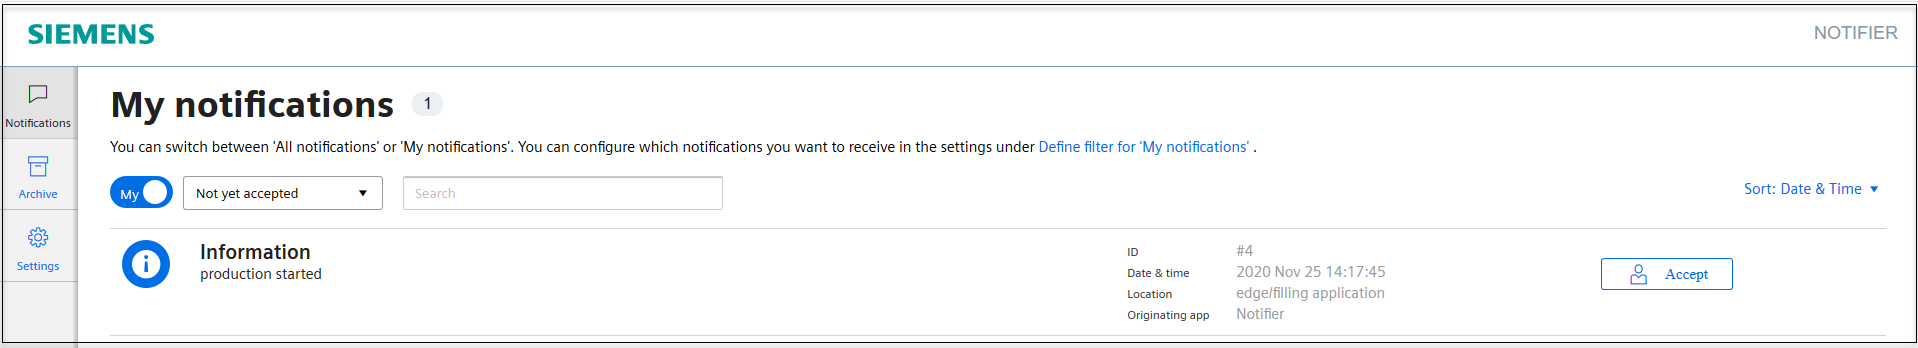 SIEMENS
NOTIFIER
Notifications
Archive
Settings
My notifications 1
You can switch between 'All notifications' or 'My notifications'. You can configure which notifications you want to receive in the settings under Define filter for 'My notifications' .
My Not yet accepted Search Sort: Date & Time
Information
production started
ID #4
Date & time 2020 Nov 25 14:17:45
Location edge/filling application
Originating app Notifier
Accept